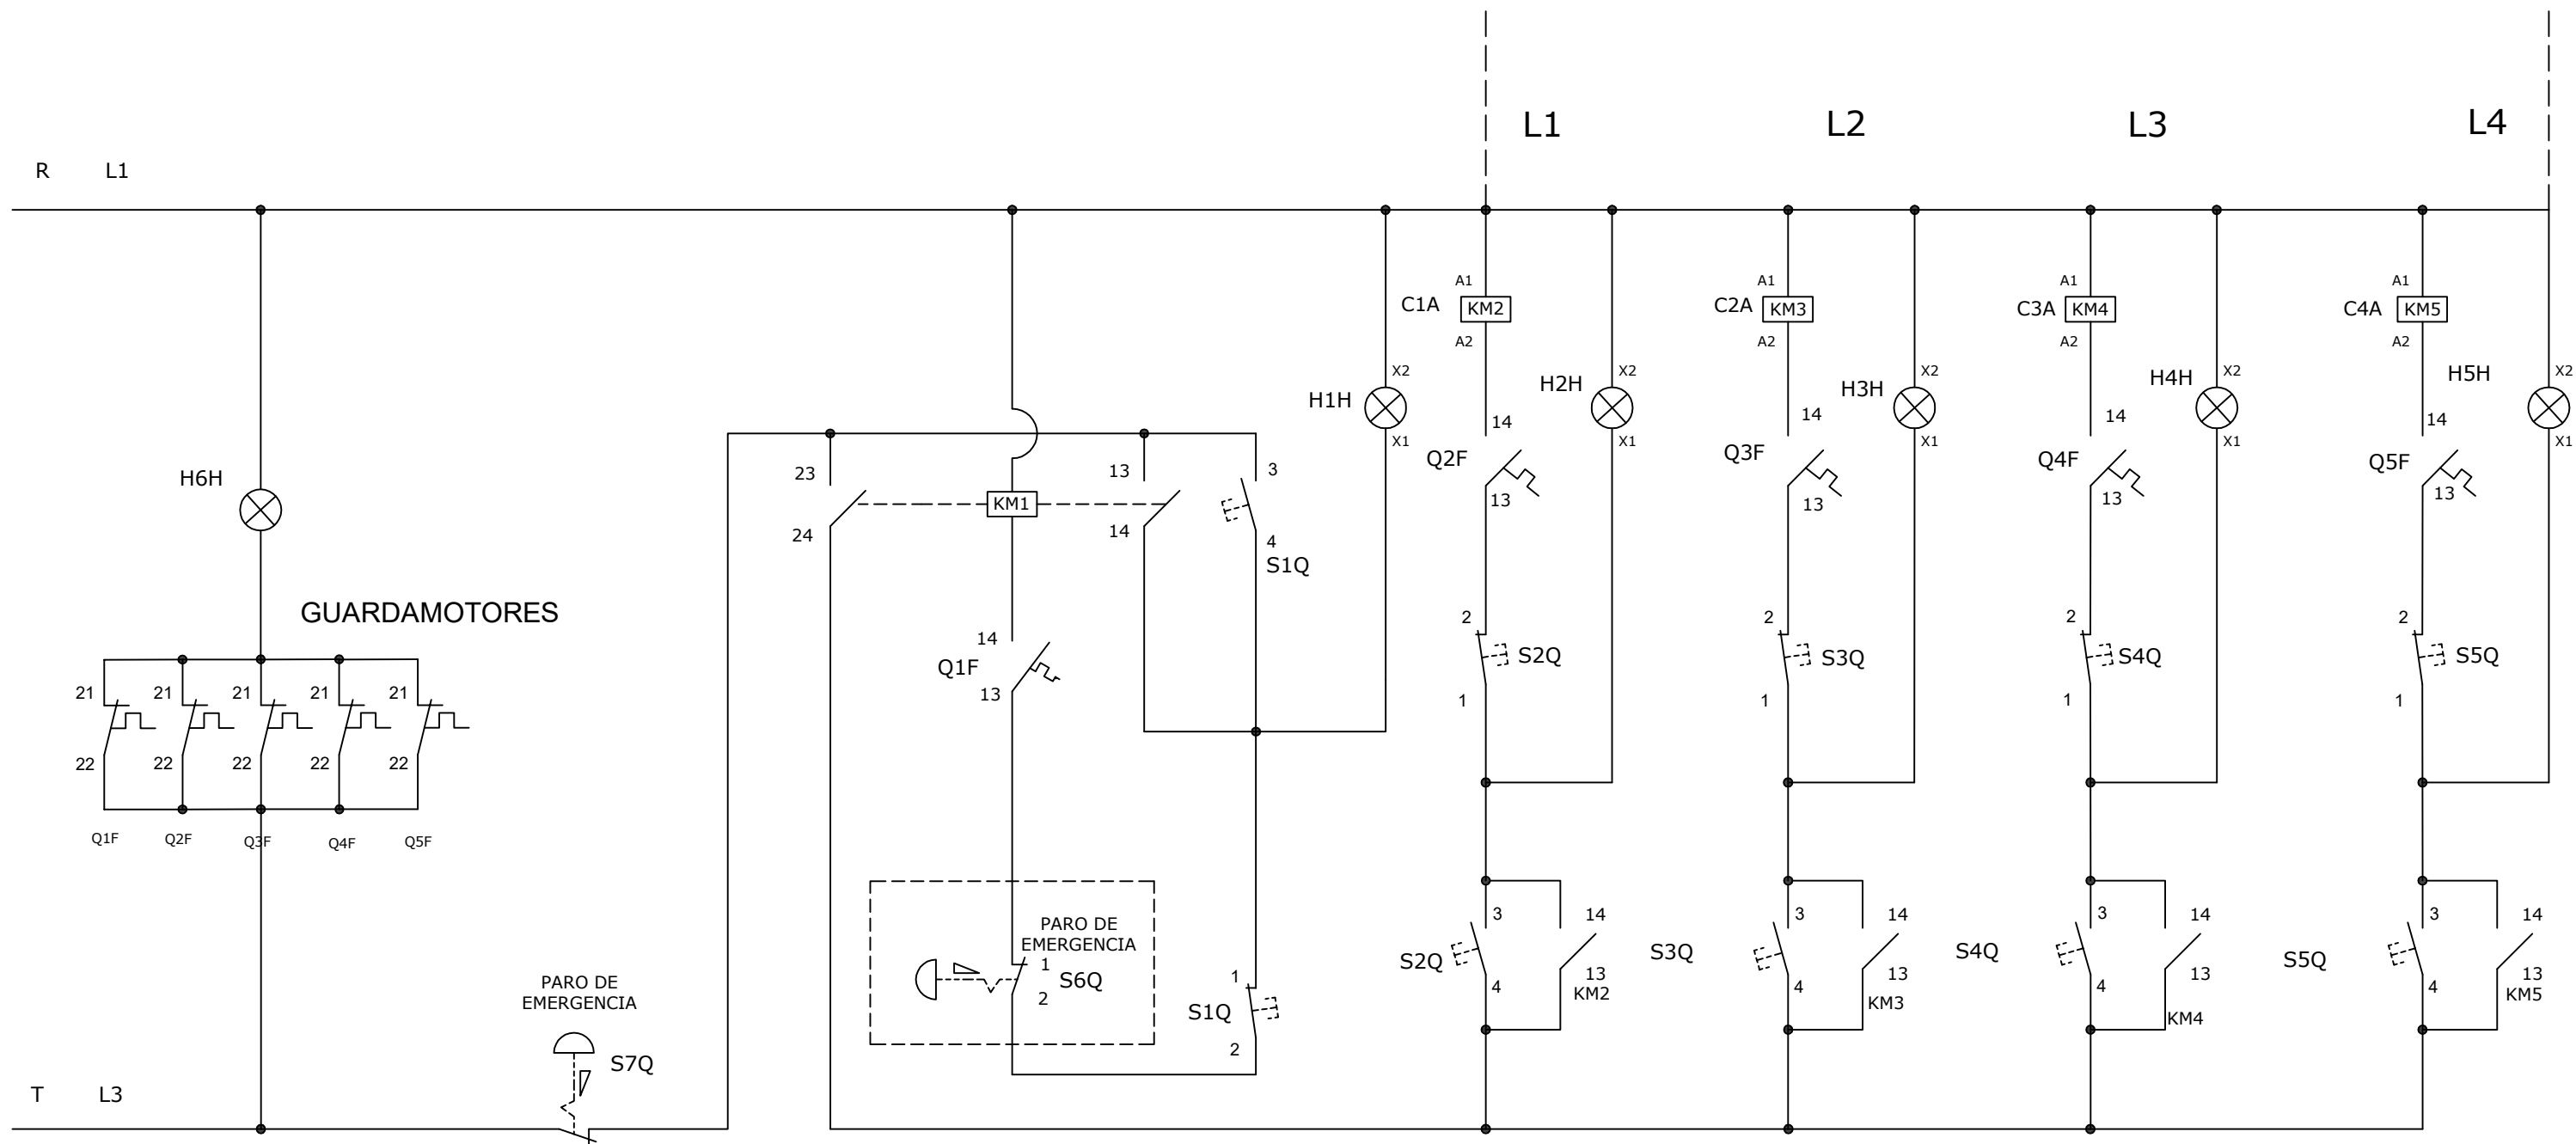 L1 L2 L3 L4
R L1
A1 A1 A1 A1
C1A KM2 C2A KM3 C3A KM4 C4A KM5
A2 A2 A2 A2
X2 X2 X2 X2 X2
H1H H2H H3H H4H H5H
14 14 14 14
X1 X1 X1 X1 X1
Q2F Q3F Q4F Q5F
13 13 13 13
H6H
23 13 3
KM1
24 14 4
S1Q
GUARDAMOTORES
2 2 2 2
14
S2Q S3Q S4Q S5Q
Q1F
13
1 1 1 1
21 21 21 21 21
22 22 22 22 22
Q1F Q2F Q3F Q4F Q5F
3 14 3 14 3 14 3 14
PARO DE
EMERGENCIA
1
S6Q
2
S2Q S3Q S4Q S5Q
4 13 4 13 4 13 4 13
KM2 KM3 KM4 KM5
1
S1Q
2
PARO DE
EMERGENCIA
S7Q
T L3